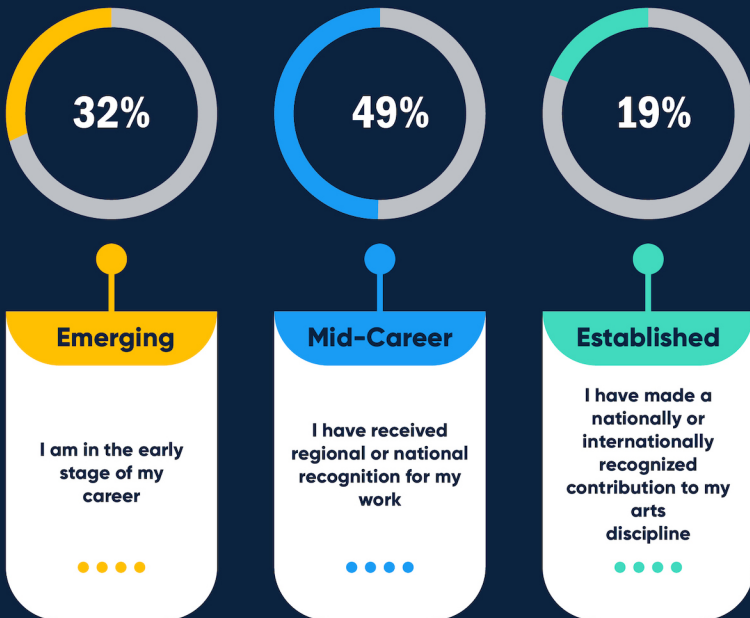 32%
49%
19%
Emerging
I am in the early
stage of my
career
Mid-Career
I have received
regional or national
recognition for my
work
Established
I have made a
nationally or
internationally
recognized
contribution to my
arts
discipline